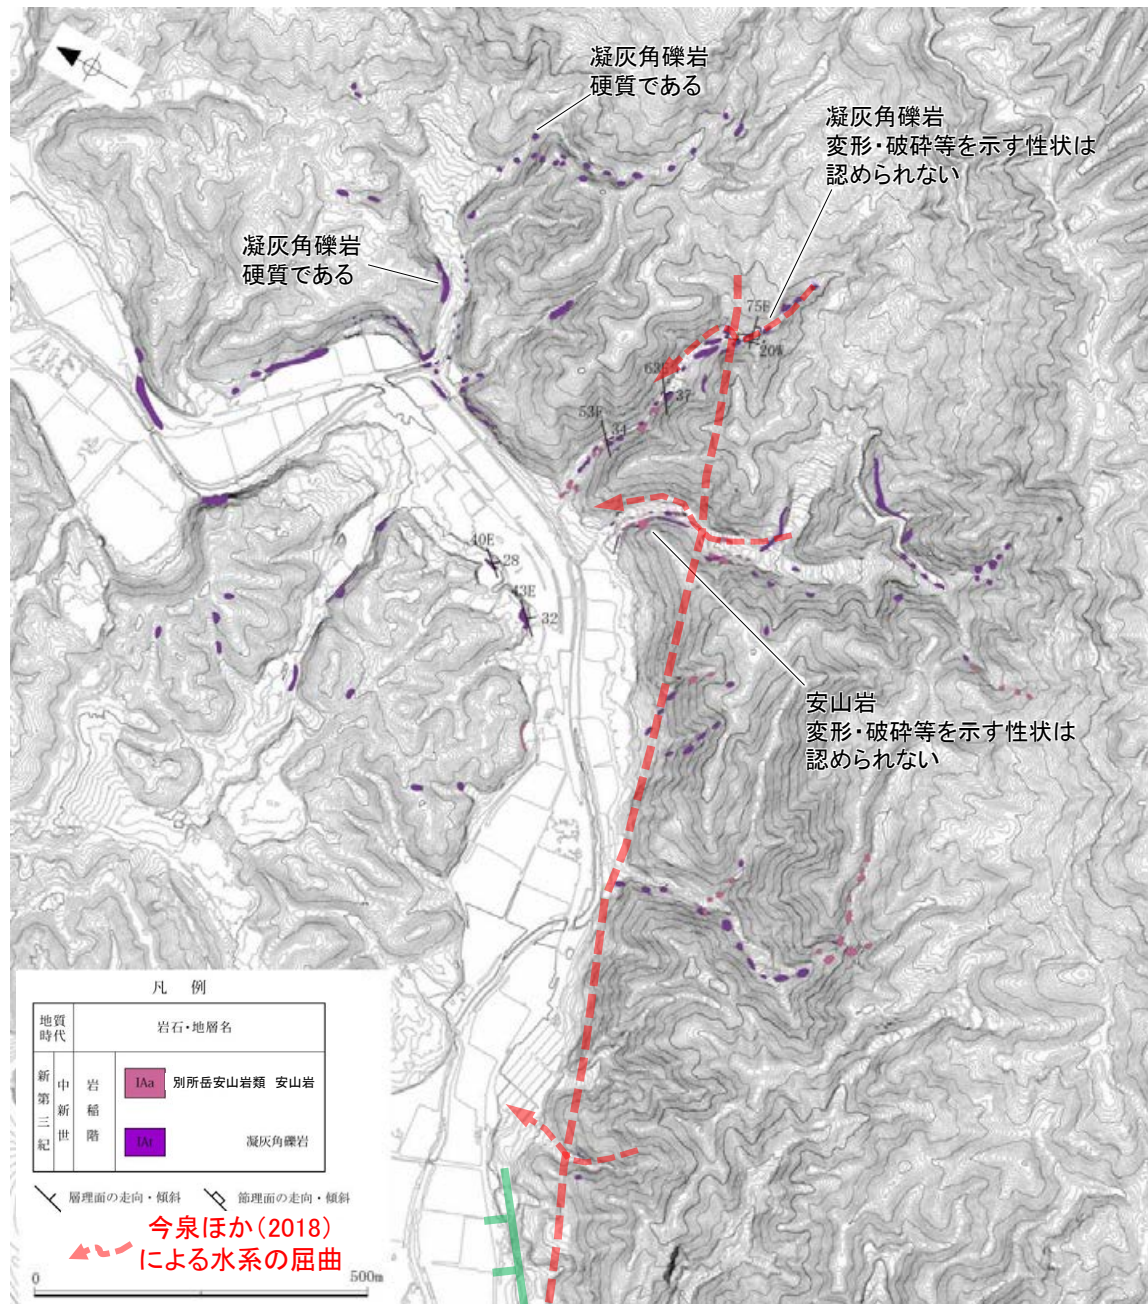 凝灰角礫岩
硬質である
凝灰角礫岩
変形・破砕等を示す性状は
認められない
凝灰角礫岩
硬質である
75E
20W
63E
37
53E
34
40E
28
43E
32
安山岩
変形・破砕等を示す性状は
認められない
凡 例
地質時代
岩石・地層名
新第三紀
中新世
岩稲階
IAa 別所岳安山岩類 安山岩
IAt 凝灰角礫岩
層理面の走向・傾斜 節理面の走向・傾斜
今泉ほか(2018)
による水系の屈曲
0 500m